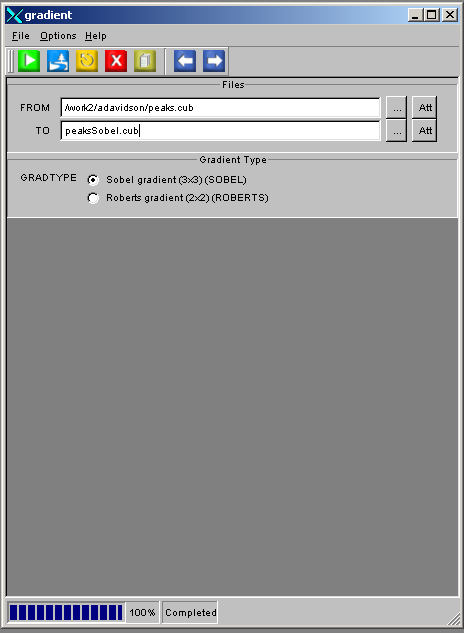 gradient
File Options Help
Files
FROM /work2/adavidson/peaks.cub ... Att
TO peaksSobel.cub ... Att
Gradient Type
GRADTYPE Sobel gradient (3x3) (SOBEL)
Roberts gradient (2x2) (ROBERTS)
100% Completed